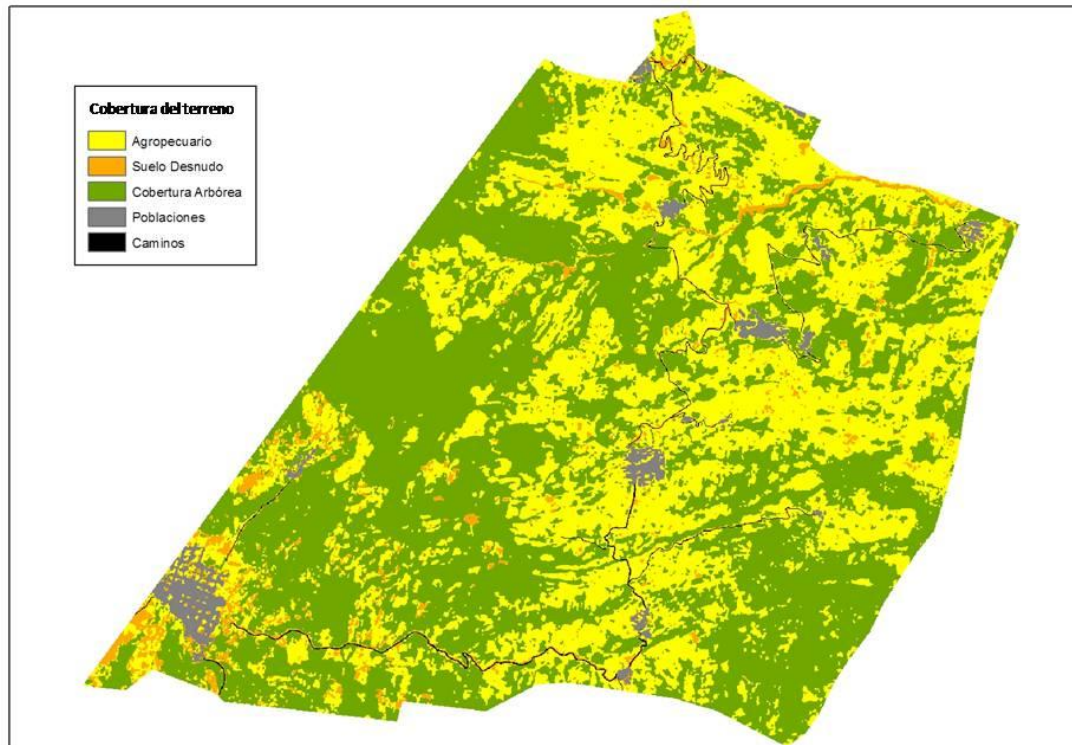 Cobertura del terreno
Agropecuario
Suelo Desnudo
Cobertura Arbórea
Poblaciones
Caminos